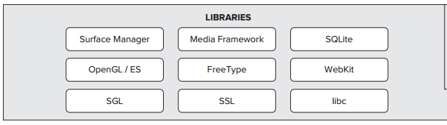 LIBRARIES
Surface Manager Media Framework SQLite
OpenGL / ES FreeType WebKit
SGL SSL libc